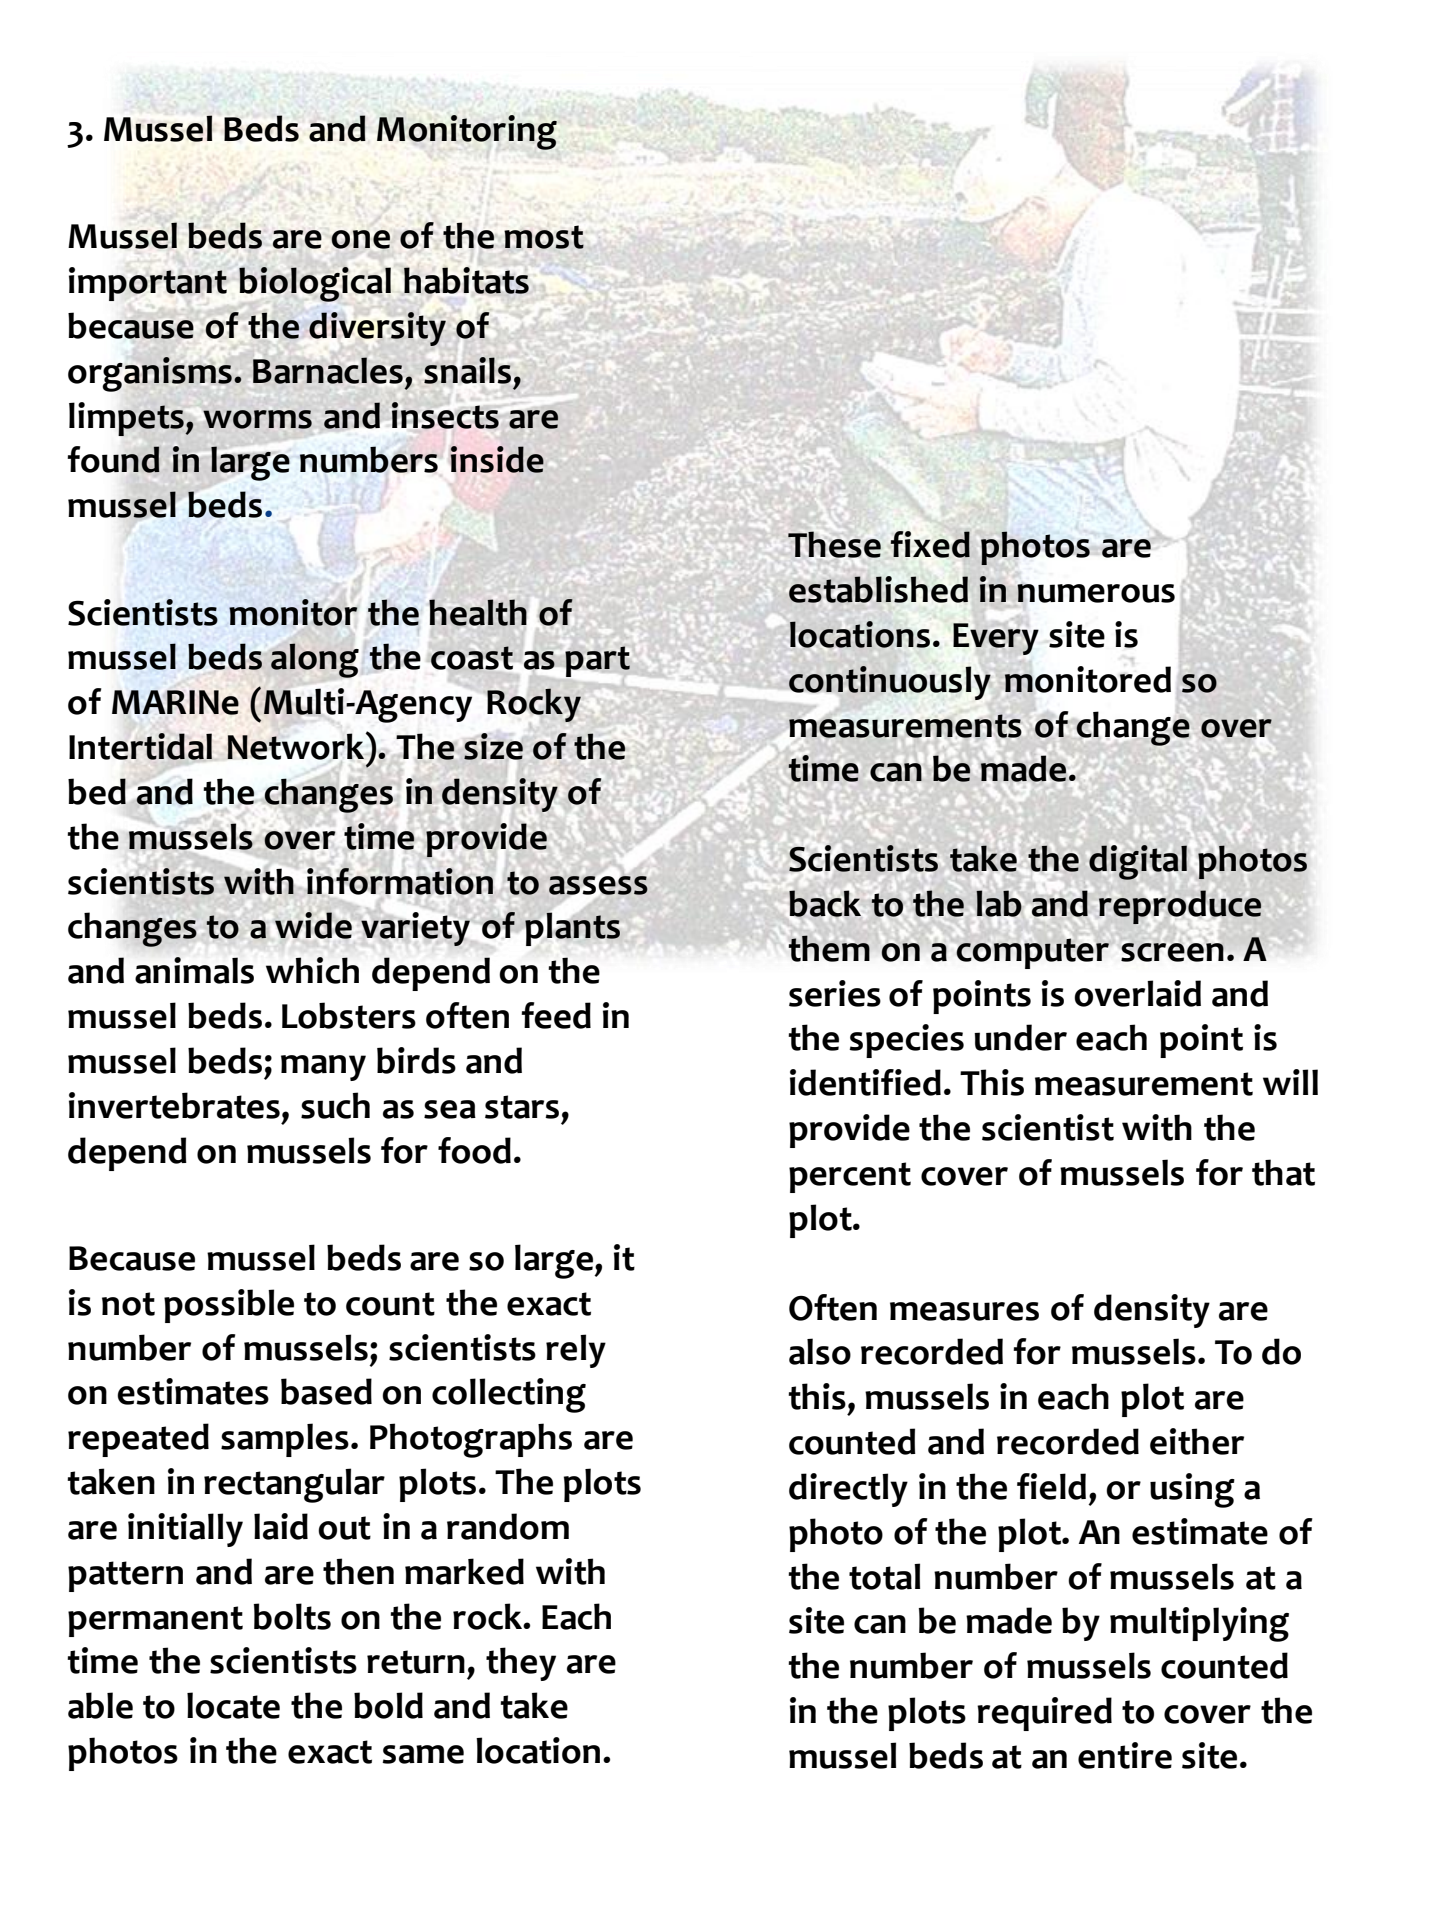 3. Mussel Beds and Monitoring
Mussel beds are one of the most
important biological habitats
because of the diversity of
organisms. Barnacles, snails,
limpets, worms and insects are
found in large numbers inside
mussel beds.
Scientists monitor the health of
mussel beds along the coast as part
of MARINe (Multi-Agency Rocky
Intertidal Network). The size of the
bed and the changes in density of
the mussels over time provide
scientists with information to assess
changes to a wide variety of plants
and animals which depend on the
mussel beds. Lobsters often feed in
mussel beds; many birds and
invertebrates, such as sea stars,
depend on mussels for food.
Because mussel beds are so large, it
is not possible to count the exact
number of mussels; scientists rely
on estimates based on collecting
repeated samples. Photographs are
taken in rectangular plots. The plots
are initially laid out in a random
pattern and are then marked with
permanent bolts on the rock. Each
time the scientists return, they are
able to locate the bold and take
photos in the exact same location.
These fixed photos are
established in numerous
locations. Every site is
continuously monitored so
measurements of change over
time can be made.
Scientists take the digital photos
back to the lab and reproduce
them on a computer screen. A
series of points is overlaid and
the species under each point is
identified. This measurement will
provide the scientist with the
percent cover of mussels for that
plot.
Often measures of density are
also recorded for mussels. To do
this, mussels in each plot are
counted and recorded either
directly in the field, or using a
photo of the plot. An estimate of
the total number of mussels at a
site can be made by multiplying
the number of mussels counted
in the plots required to cover the
mussel beds at an entire site.